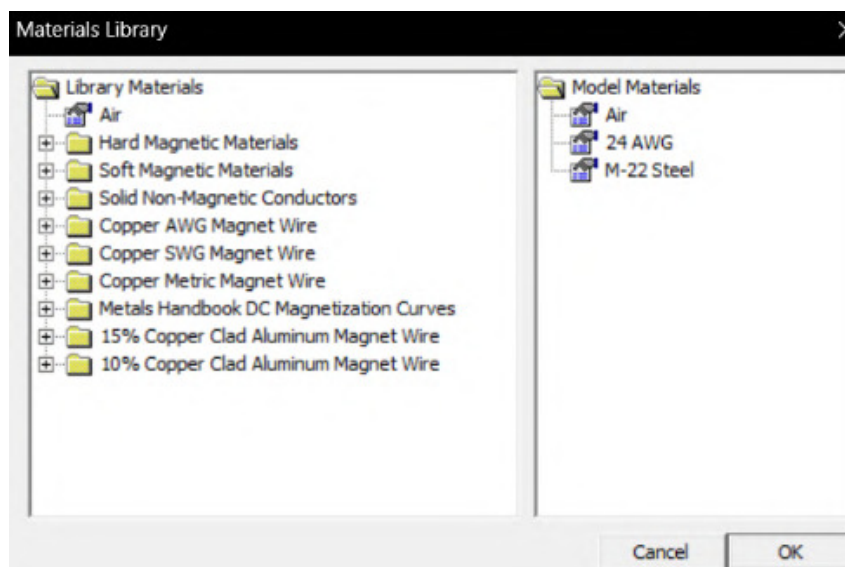 Materials Library
Library Materials
Air
Hard Magnetic Materials
Soft Magnetic Materials
Solid Non-Magnetic Conductors
Copper AWG Magnet Wire
Copper SWG Magnet Wire
Copper Metric Magnet Wire
Metals Handbook DC Magnetization Curves
15% Copper Clad Aluminum Magnet Wire
10% Copper Clad Aluminum Magnet Wire
Model Materials
Air
24 AWG
M-22 Steel
Cancel
OK